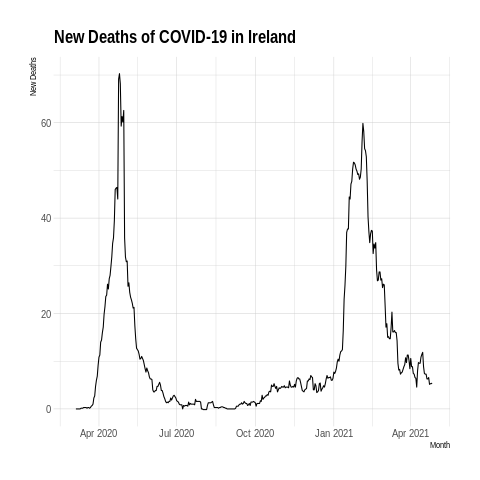 New Deaths of COVID-19 in Ireland
New Deaths
60
40
20
0
Apr 2020 Jul 2020 Oct 2020 Jan 2021 Apr 2021
Month